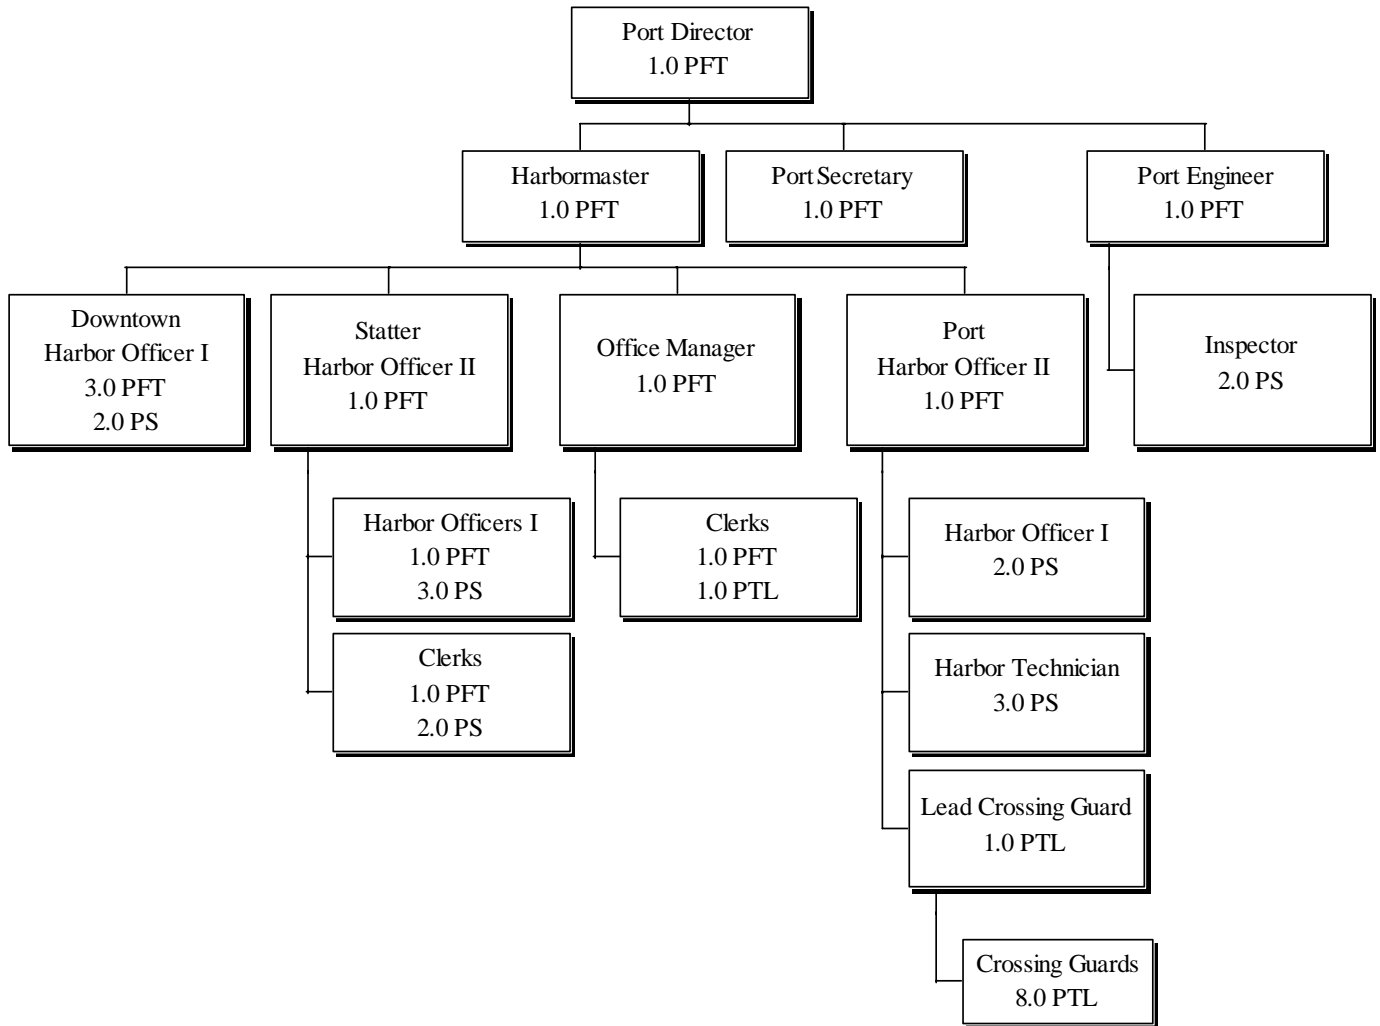 Port Director
1.0 PFT
Harbormaster
1.0 PFT
Port Secretary
1.0 PFT
Port Engineer
1.0 PFT
Downtown
Harbor Officer I
3.0 PFT
2.0 PS
Statter
Harbor Officer II
1.0 PFT
Office Manager
1.0 PFT
Port
Harbor Officer II
1.0 PFT
Inspector
2.0 PS
Harbor Officers I
1.0 PFT
3.0 PS
Clerks
1.0 PFT
2.0 PS
Clerks
1.0 PFT
1.0 PTL
Harbor Officer I
2.0 PS
Harbor Technician
3.0 PS
Lead Crossing Guard
1.0 PTL
Crossing Guards
8.0 PTL